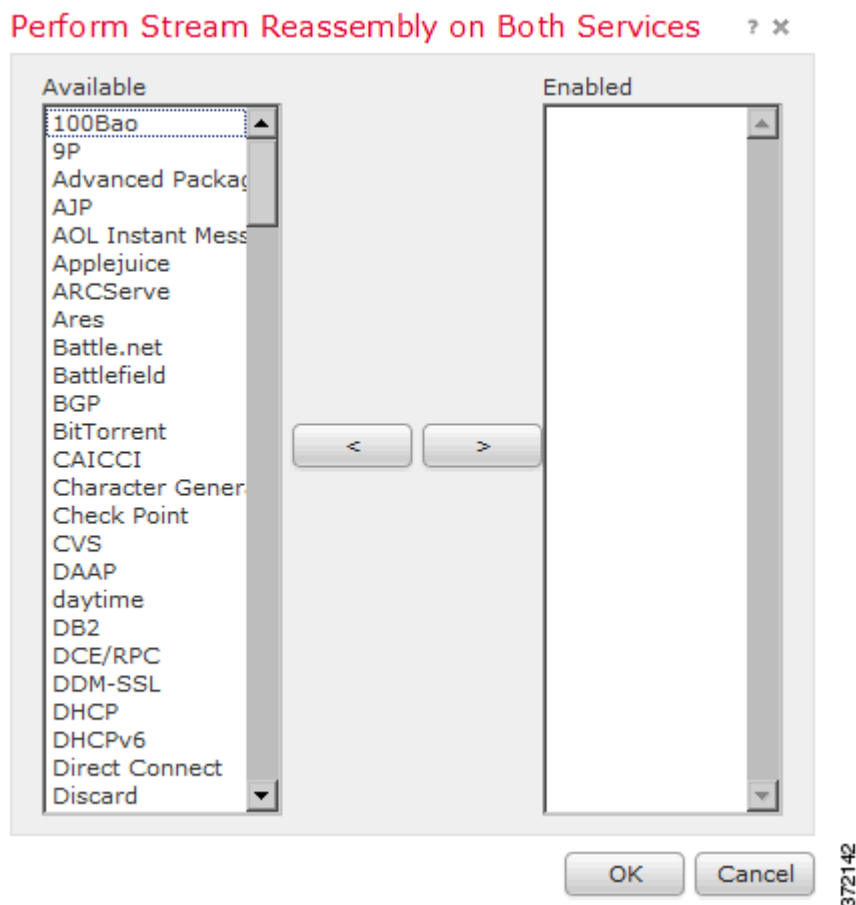 Perform Stream Reassembly on Both Services ? ×
Available
Enabled
100Bao
9P
Advanced Packag
AJP
AOL Instant Mess
Applejuice
ARCServe
Ares
Battle.net
Battlefield
BGP
BitTorrent
CAICCI
Character Gener
Check Point
CVS
DAAP
daytime
DB2
DCE/RPC
DDM-SSL
DHCP
DHCPv6
Direct Connect
Discard
< >
OK Cancel
372142